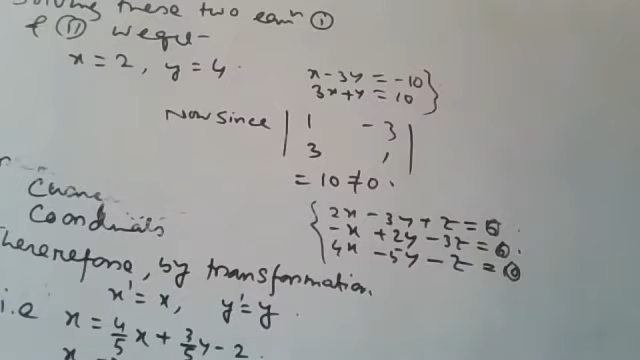 Solving these two eqnⁿ ①
& ⑪ we get -
x = 2, y = 4.
x - 3y = -10
3x + y = 10 }
Now since | 1 - 3
3 1 |
= 10 ≠ 0.
Coordinats
{ 2x - 3y + z = 0.
-x + 2y - 3z = 0.
4x - 5y - z = 0
Therefore, by transformation.
x' = x, y' = y.
i.e x = 4/5 x + 3/5 y - 2.